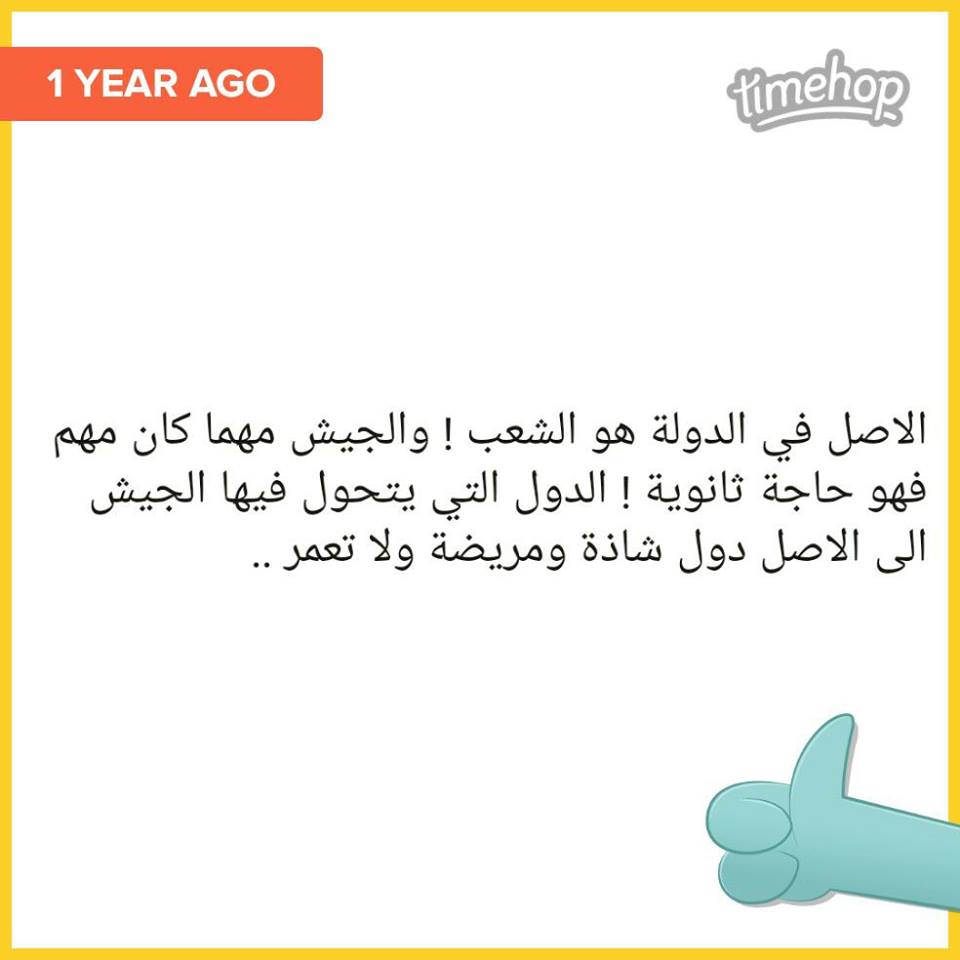 1 YEAR AGO
timehop
الاصل في الدولة هو الشعب ! والجيش مهما كان مهم
فهو حاجة ثانوية ! الدول التي يتحول فيها الجيش
الى الاصل دول شاذة ومريضة ولا تعمر ..